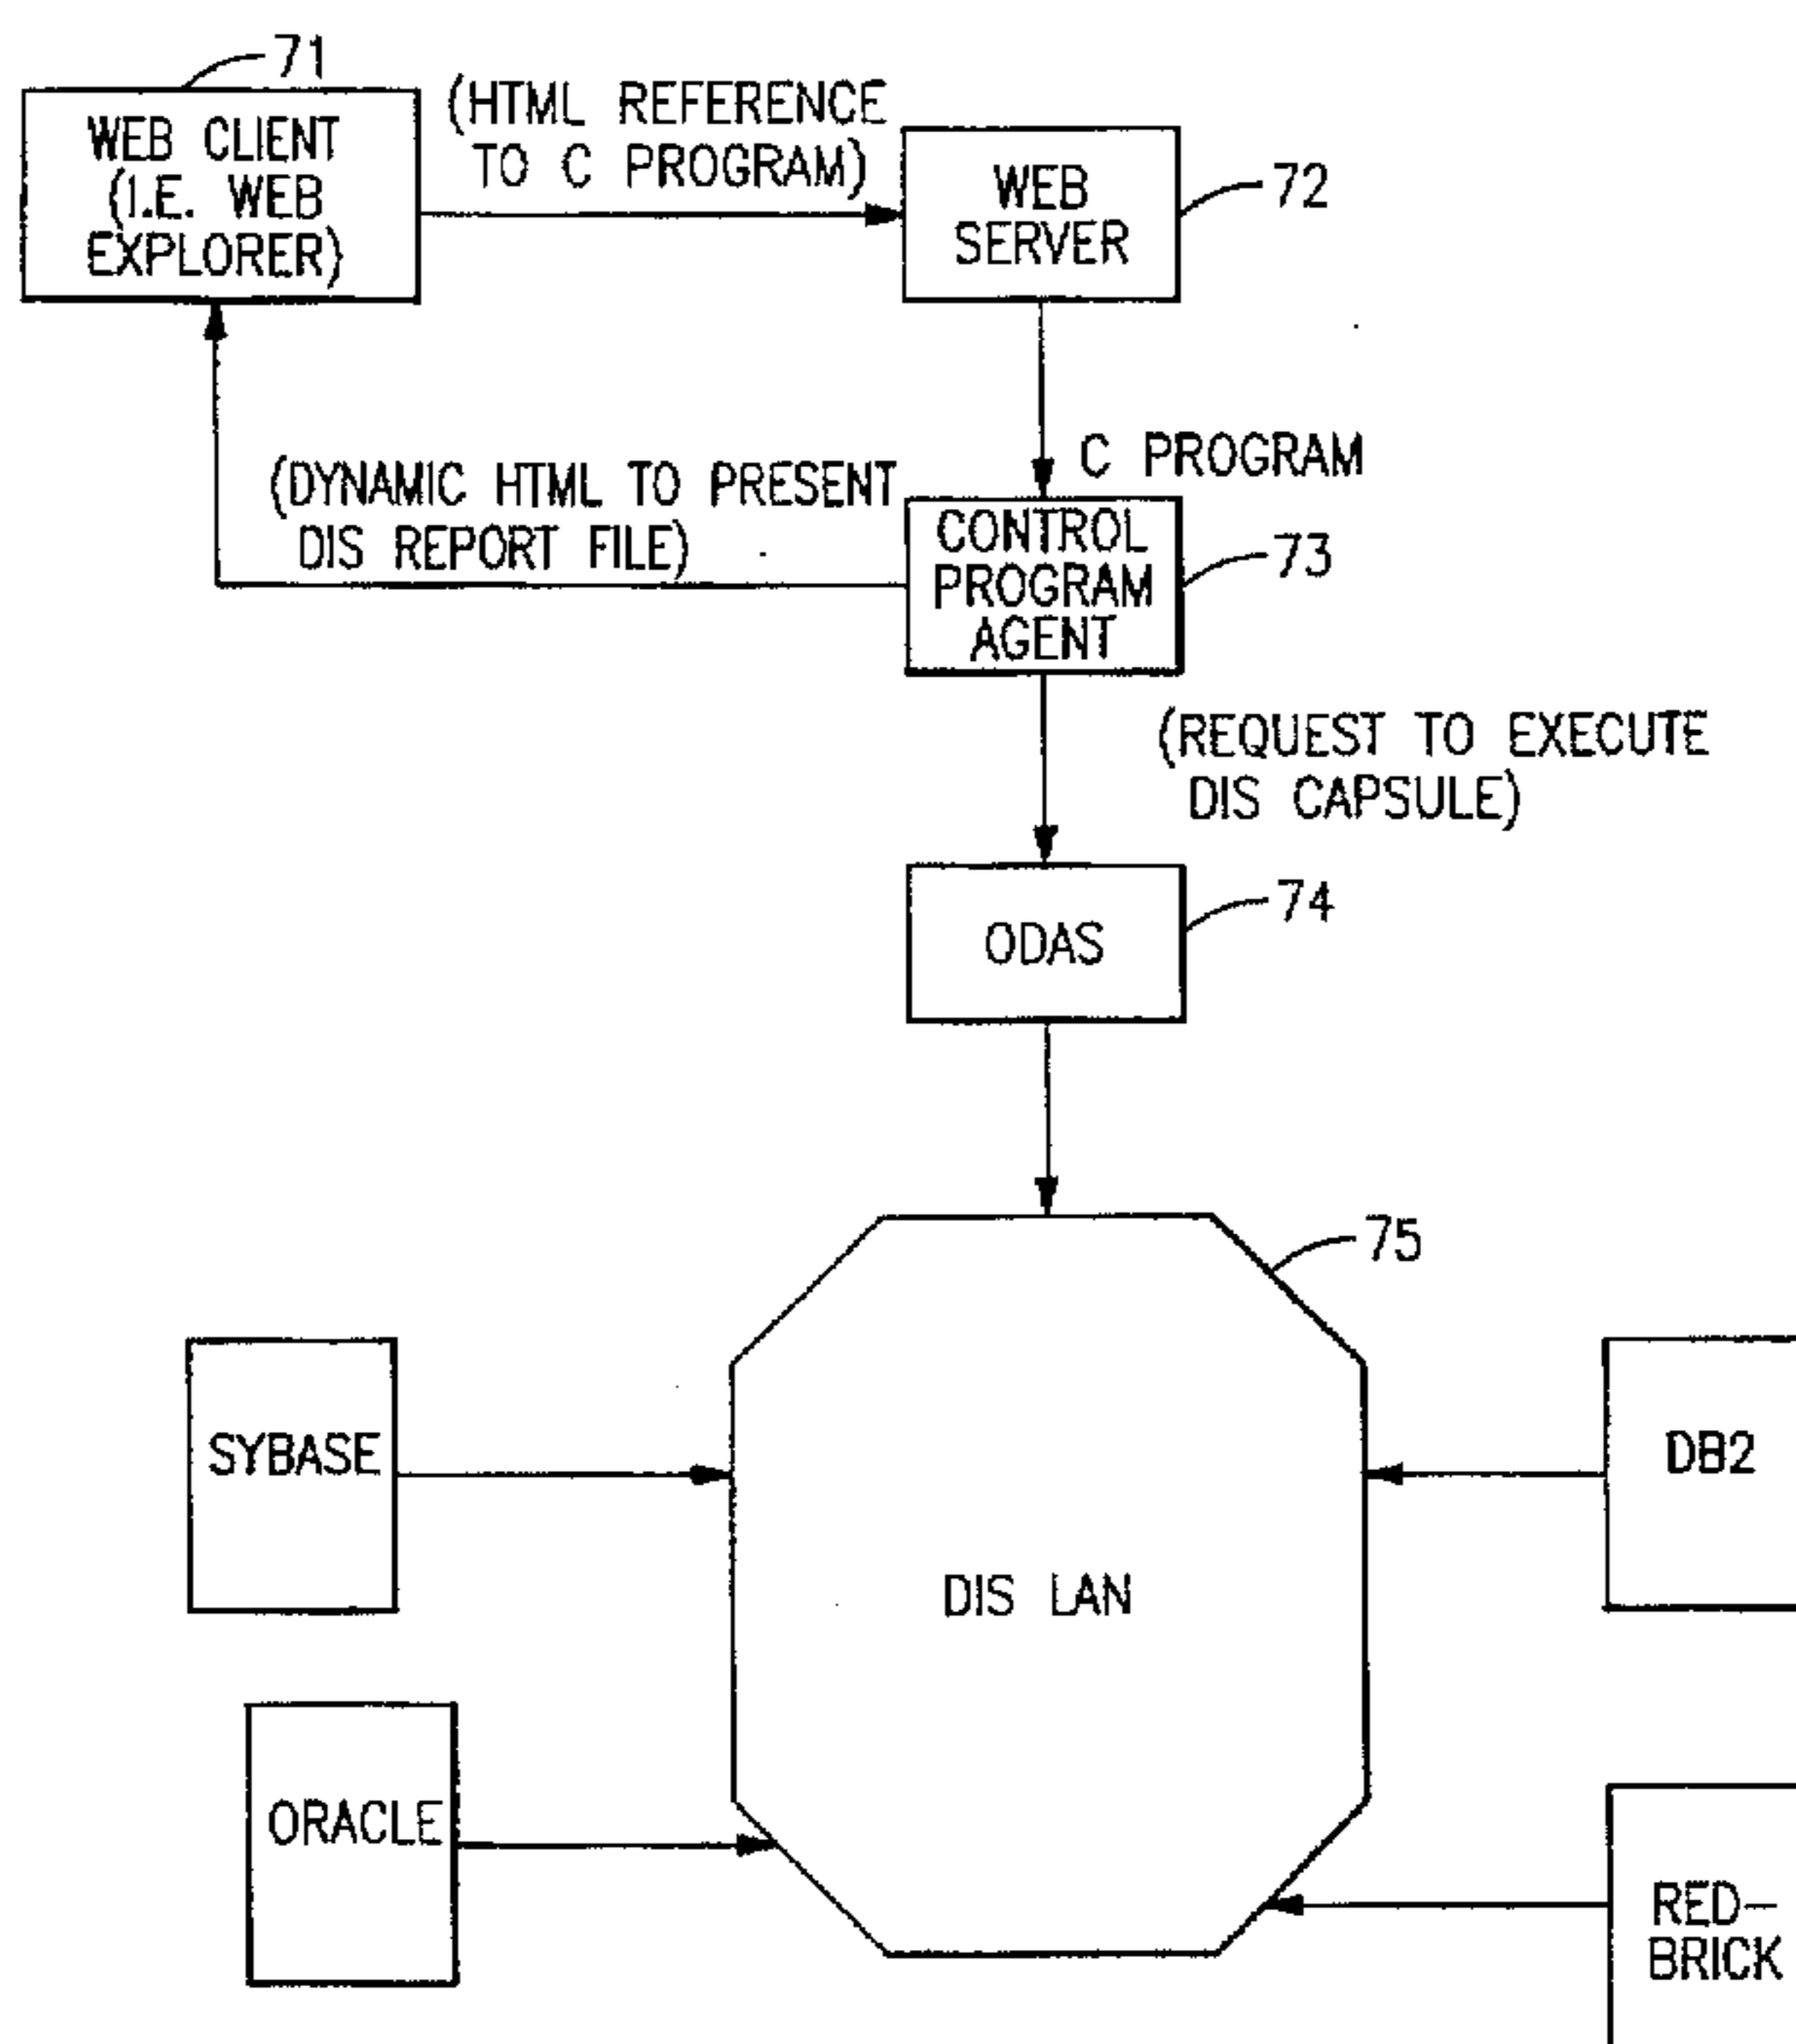 71
WEB CLIENT
(I.E. WEB
EXPLORER)
(HTML REFERENCE
TO C PROGRAM)
WEB
SERVER
72
C PROGRAM
(DYNAMIC HTML TO PRESENT
DIS REPORT FILE)
CONTROL
PROGRAM
AGENT
73
(REQUEST TO EXECUTE
DIS CAPSULE)
ODAS
74
75
SYBASE
DIS LAN
DB2
ORACLE
RED-
BRICK